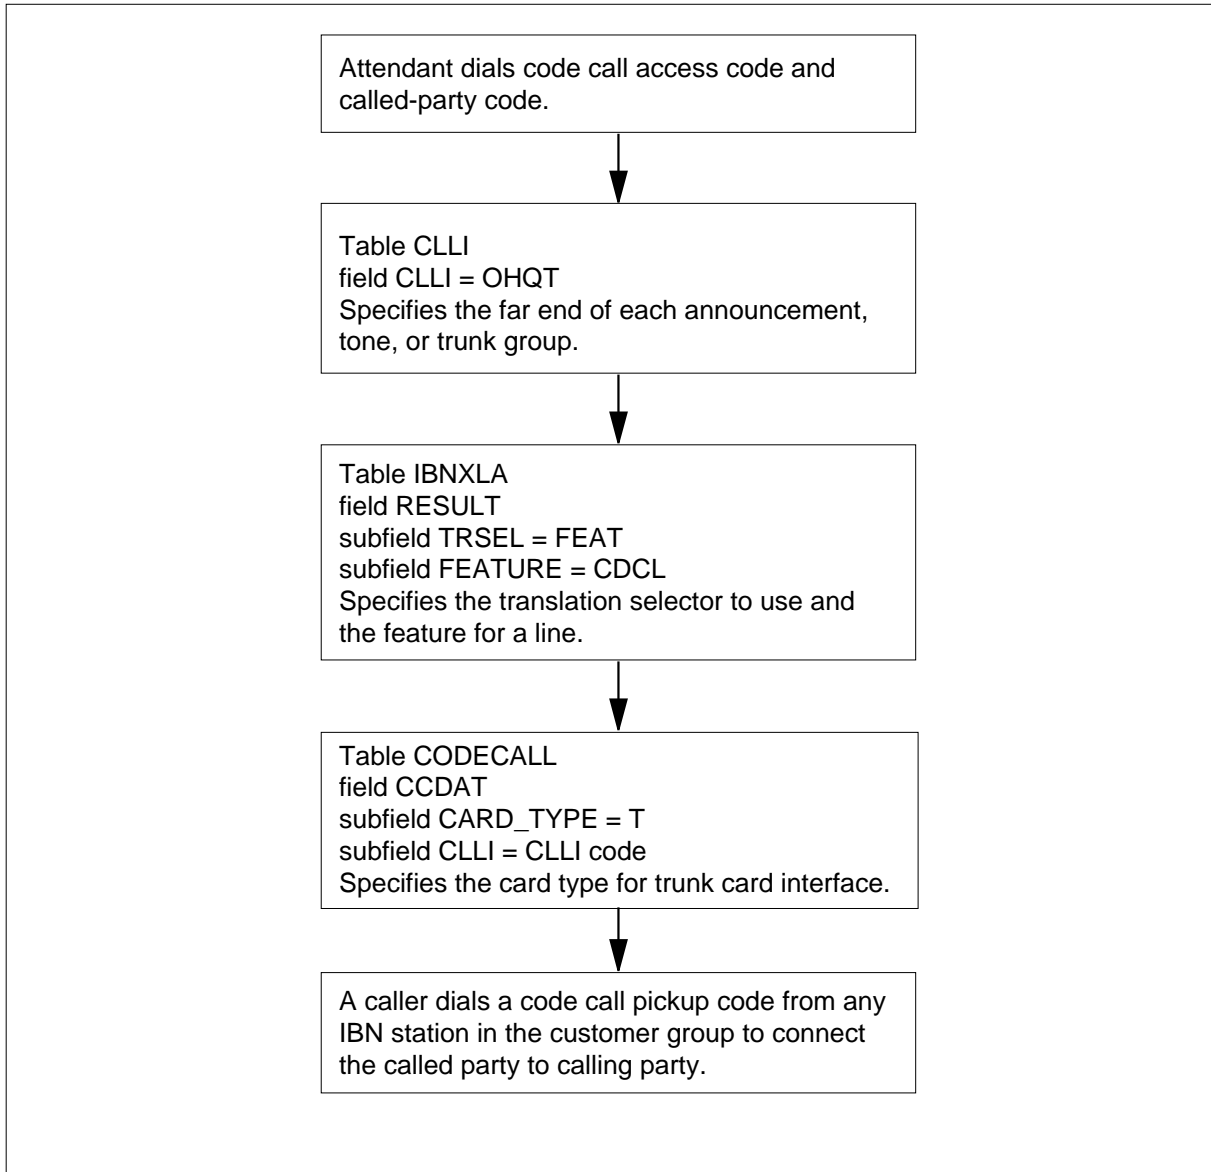 Attendant dials code call access code and
called-party code.
Table CLLI
field CLLI = OHQT
Specifies the far end of each announcement,
tone, or trunk group.
Table IBNXLA
field RESULT
subfield TRSEL = FEAT
subfield FEATURE = CDCL
Specifies the translation selector to use and
the feature for a line.
Table CODECALL
field CCDAT
subfield CARD_TYPE = T
subfield CLLI = CLLI code
Specifies the card type for trunk card interface.
A caller dials a code call pickup code from any
IBN station in the customer group to connect
the called party to calling party.